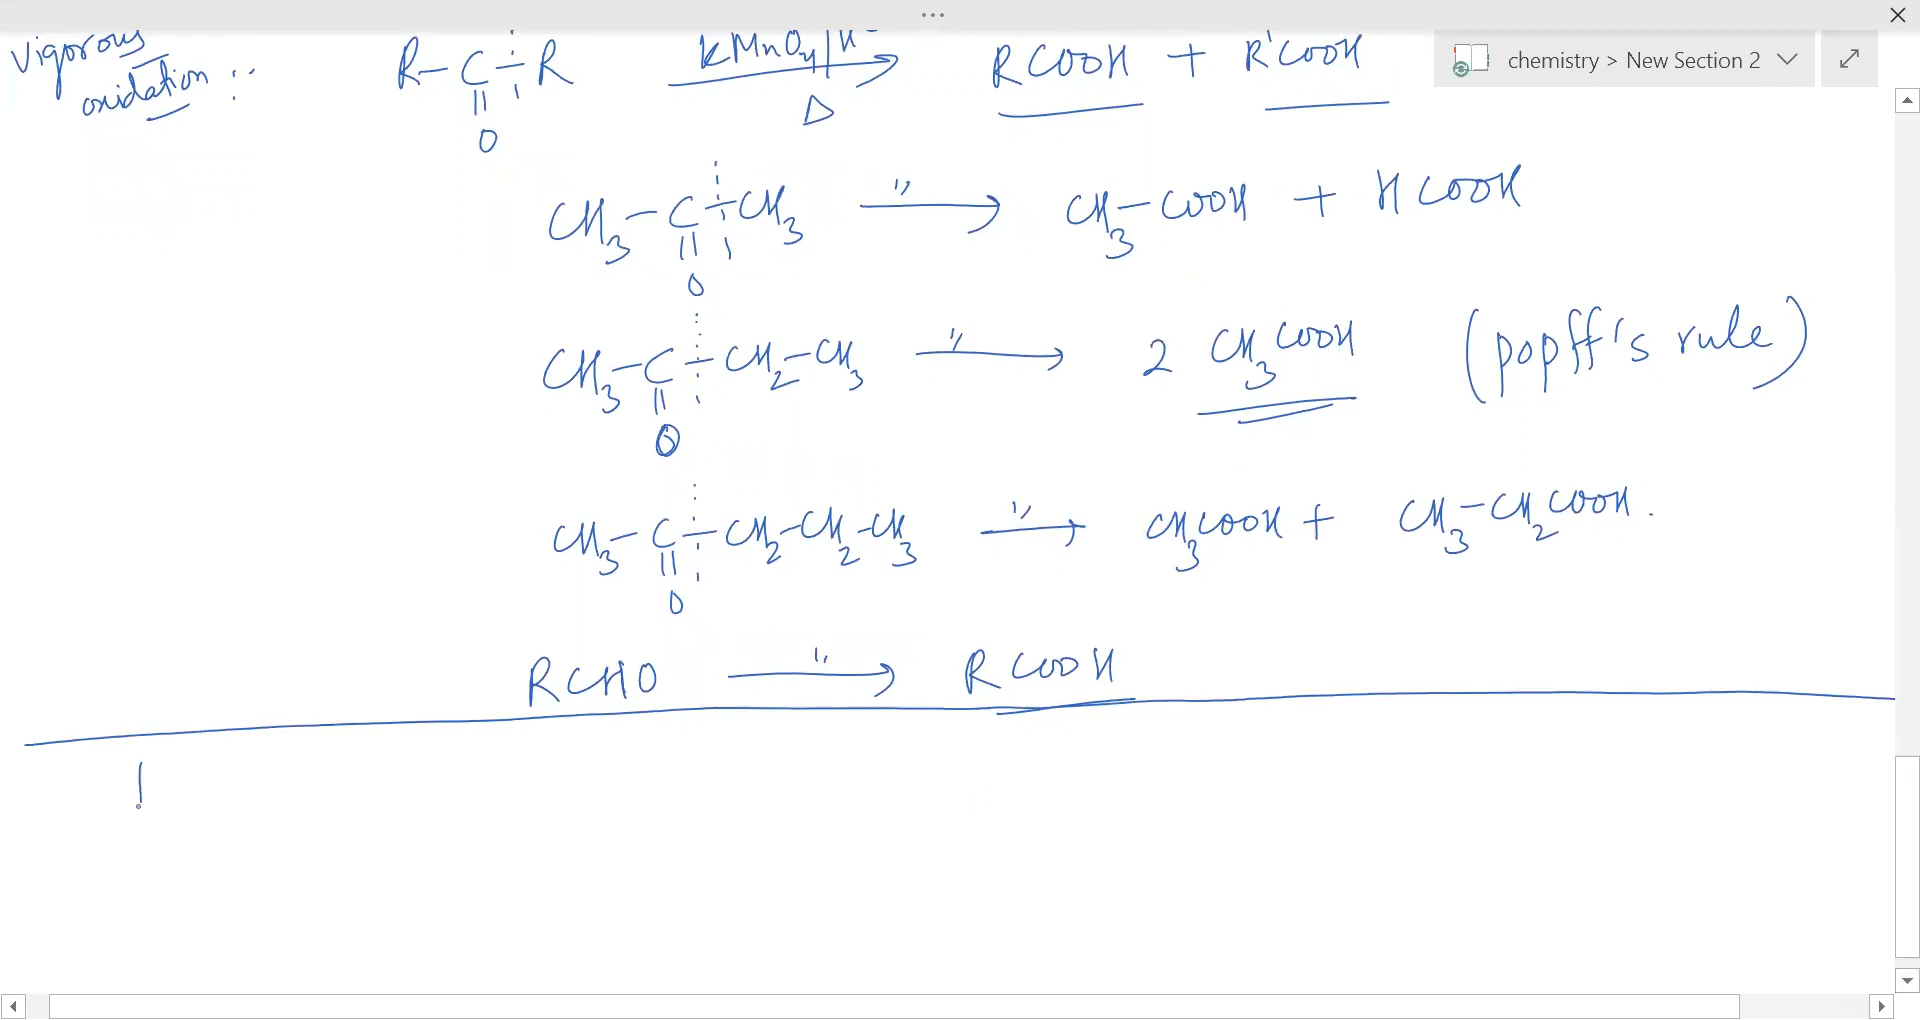 ...
chemistry > New Section 2
Vigorous
oxidation :-
R-C-R KMnO4/H+ RCOOH + R'COOH
||
O
Δ
CH3-C-CH3 ,, CH3-COOH + HCOOH
||
O
CH3-C-CH2-CH3 ,, 2 CH3COOH (popff's rule)
||
O
CH3-C-CH2-CH2-CH3 ,, CH3COOH + CH3-CH2COOH.
||
O
RCHO ,, RCOOH